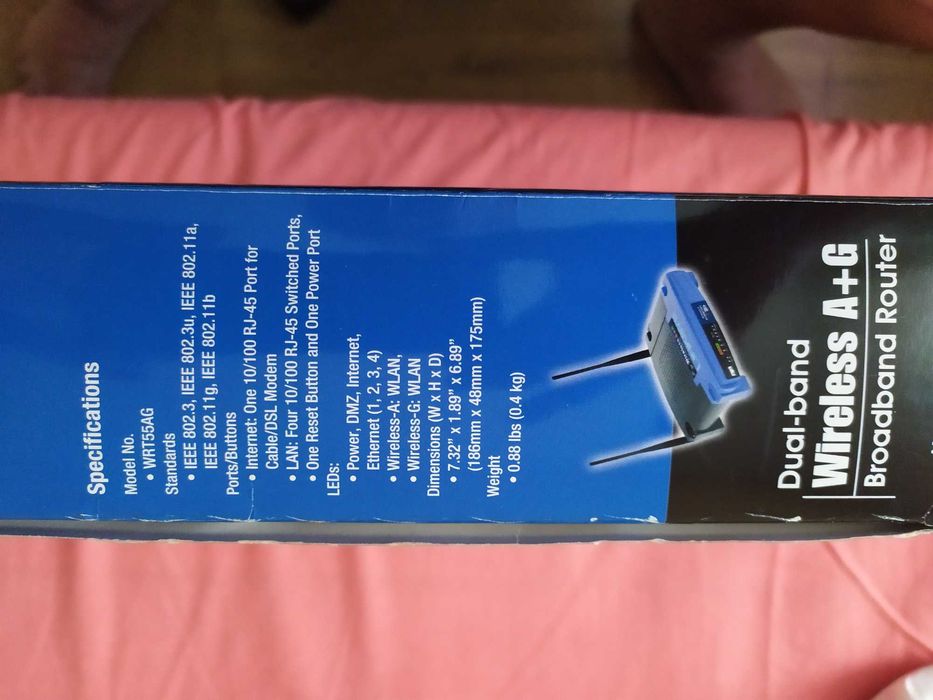 Specifications
Model No.
• WRT55AG
Standards
• IEEE 802.3, IEEE 802.3u, IEEE 802.11a,
IEEE 802.11g, IEEE 802.11b
Ports/Buttons
• Internet: One 10/100 RJ-45 Port for
Cable/DSL Modem
• LAN: Four 10/100 RJ-45 Switched Ports,
• One Reset Button and One Power Port
LEDs:
• Power, DMZ, Internet,
Ethernet (1, 2, 3, 4)
• Wireless-A: WLAN,
• Wireless-G: WLAN
Dimensions (W x H x D)
• 7.32" x 1.89" x 6.89"
(186mm x 48mm x 175mm)
Weight
• 0.88 lbs (0.4 kg)
Dual-band
Wireless A+G
Broadband Router